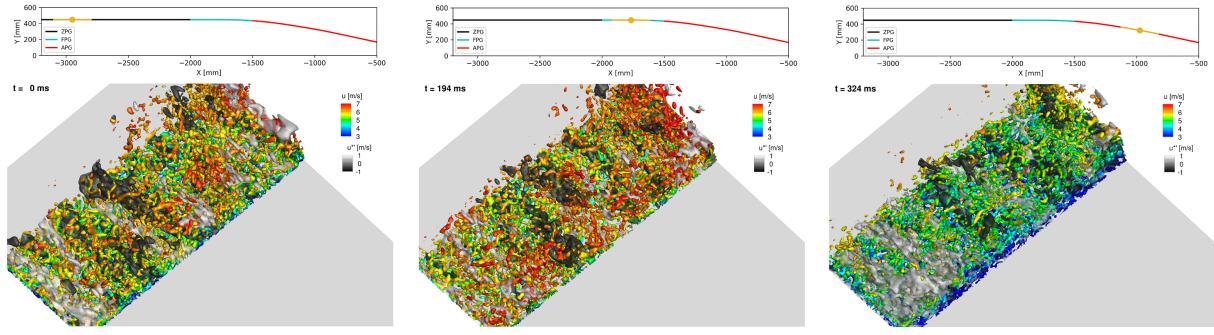 600
400
200
0
Y [mm]
ZPG
FPG
APG
−3000
−2500
−2000
−1500
−1000
−500
X [mm]
t = 0 ms
u [m/s]
7
6
5
4
3
u"' [m/s]
1
0
-1
600
400
200
0
Y [mm]
ZPG
FPG
APG
−3000
−2500
−2000
−1500
−1000
−500
X [mm]
t = 194 ms
u [m/s]
7
6
5
4
3
u"' [m/s]
1
0
-1
600
400
200
0
Y [mm]
ZPG
FPG
APG
−3000
−2500
−2000
−1500
−1000
−500
X [mm]
t = 324 ms
u [m/s]
7
6
5
4
3
u"' [m/s]
1
0
-1